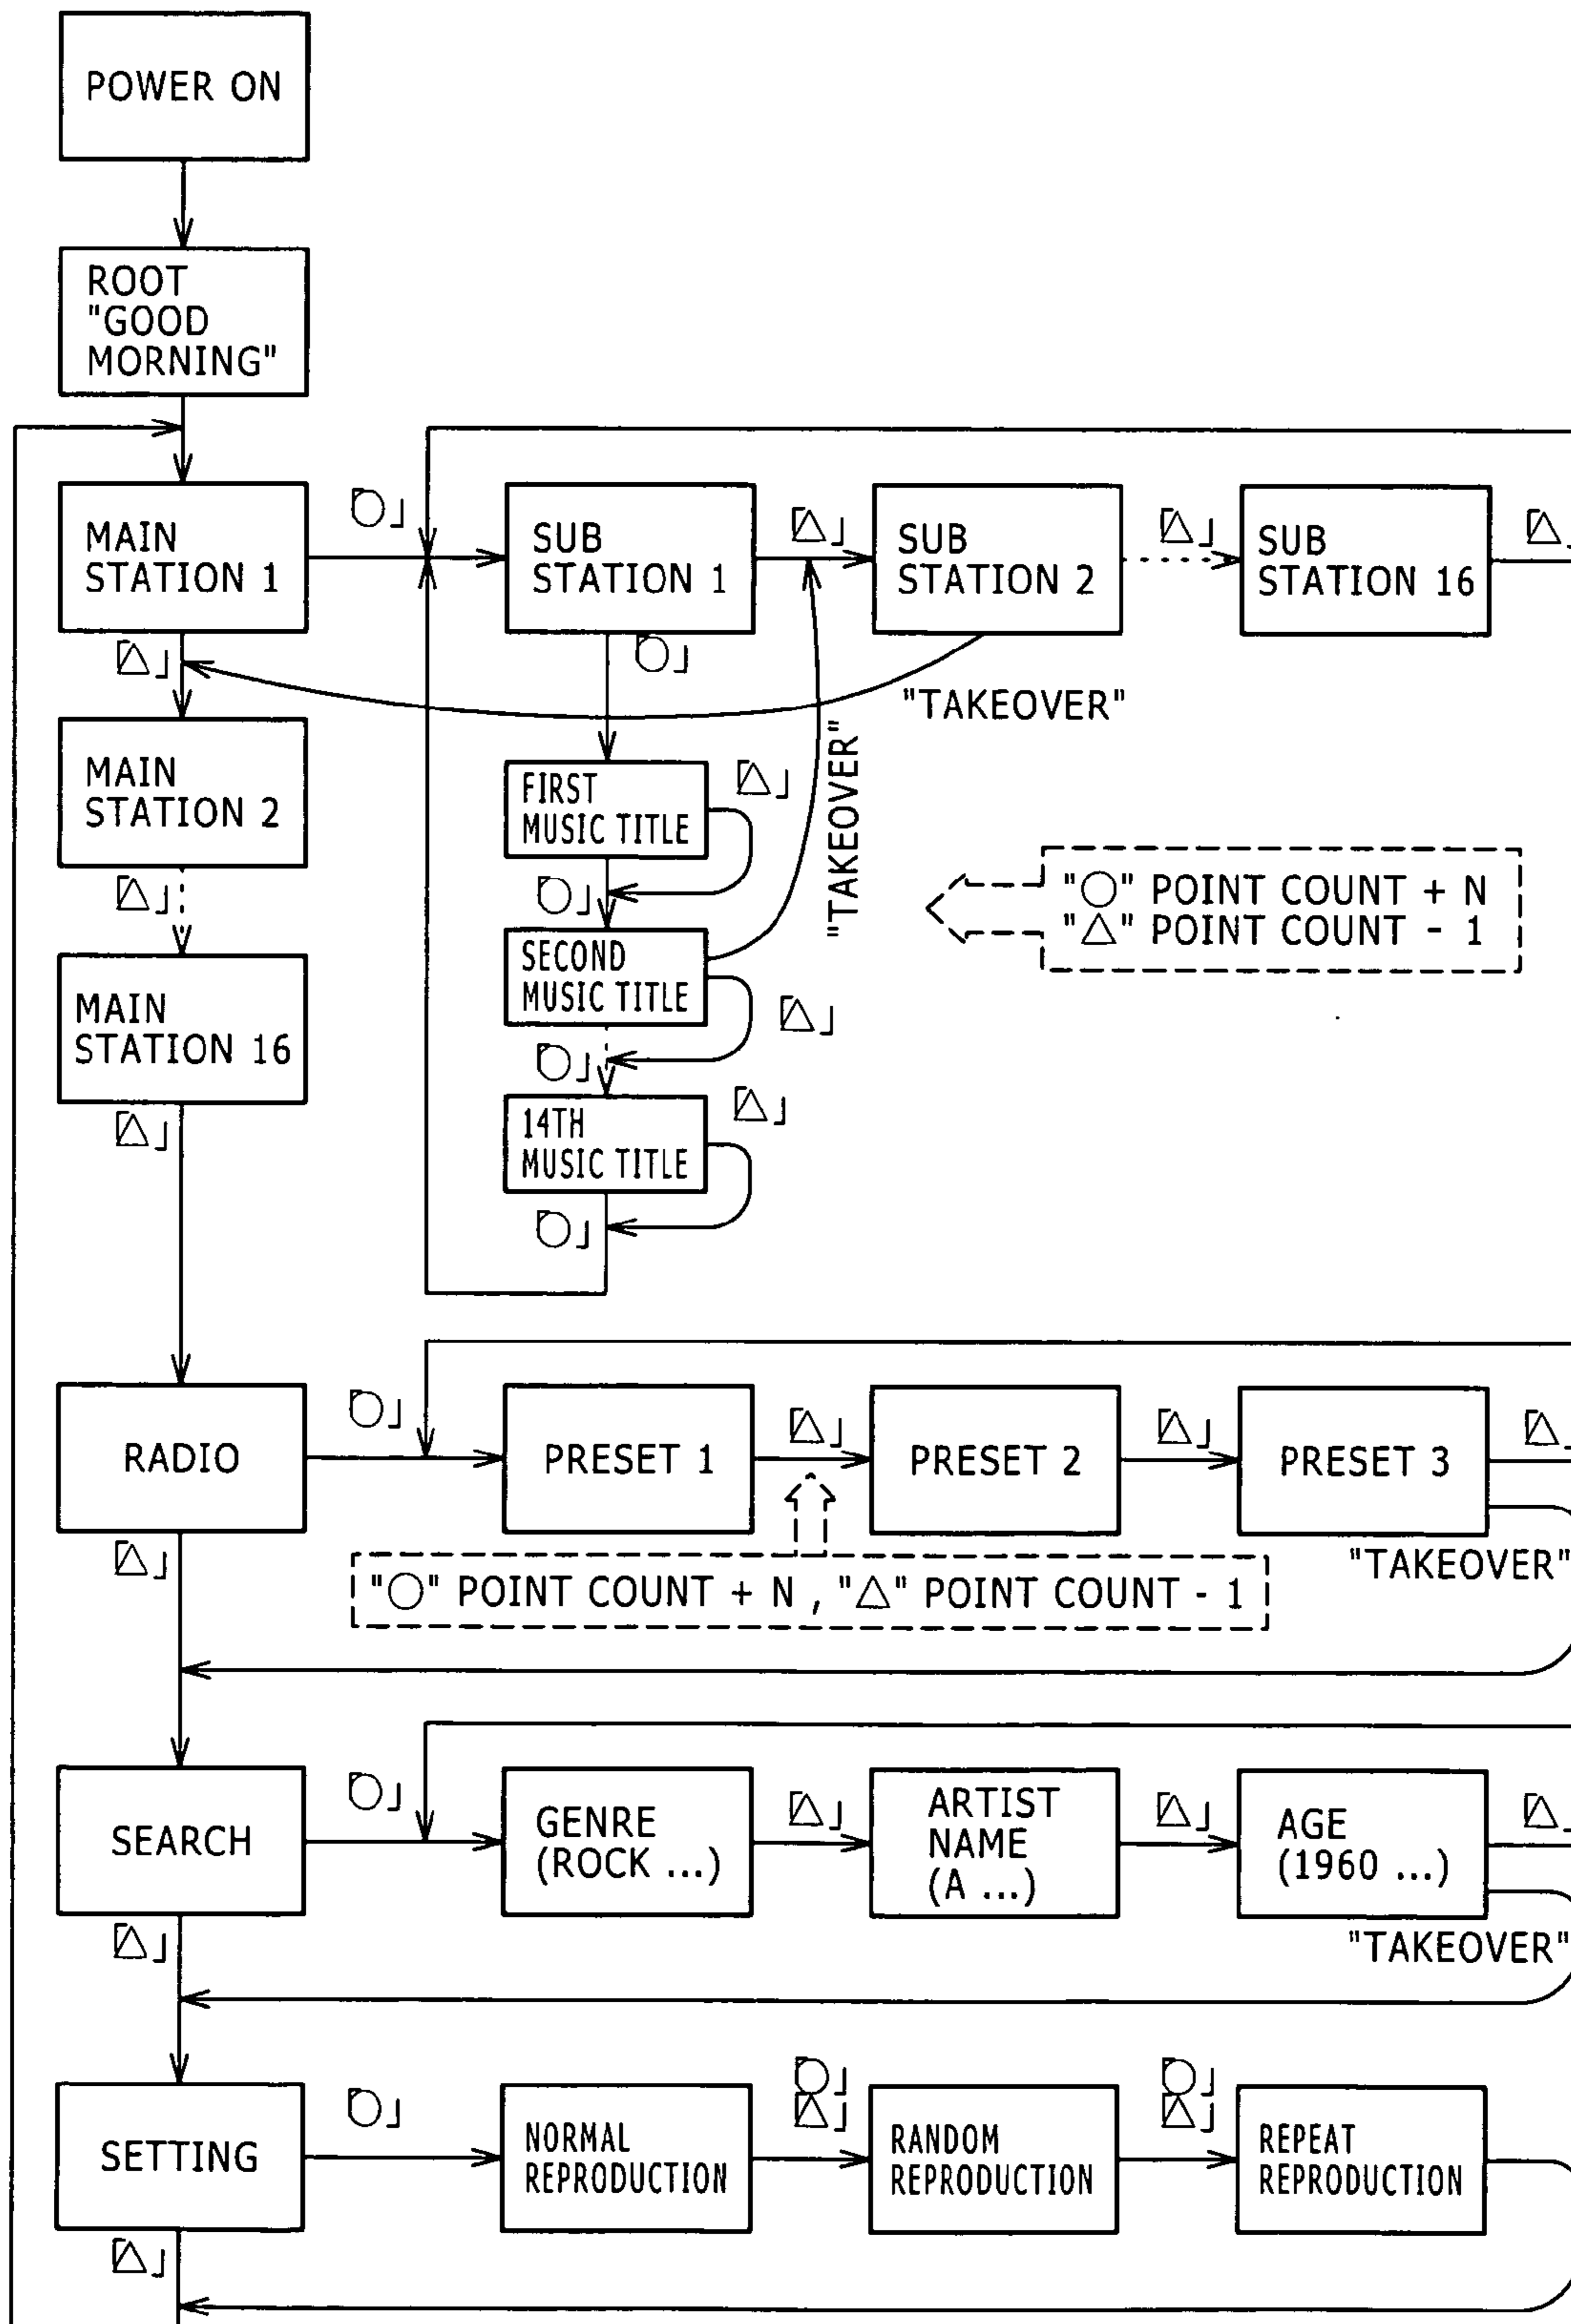 POWER ON
ROOT
"GOOD
MORNING"
MAIN
STATION 1
「○」
SUB
STATION 1
「△」
SUB
STATION 2
「△」
SUB
STATION 16
「△」
「△」
「○」
"TAKEOVER"
MAIN
STATION 2
FIRST
MUSIC TITLE
「△」
"TAKEOVER"
「△」
「○」
"○" POINT COUNT + N
"△" POINT COUNT - 1
SECOND
MUSIC TITLE
「△」
MAIN
STATION 16
「○」
「△」
14TH
MUSIC TITLE
「△」
「○」
RADIO
「○」
PRESET 1
「△」
PRESET 2
「△」
PRESET 3
「△」
「△」
"TAKEOVER"
"○" POINT COUNT + N , "△" POINT COUNT - 1
SEARCH
「○」
GENRE
(ROCK ...)
「△」
ARTIST
NAME
(A ...)
「△」
AGE
(1960 ...)
「△」
「△」
"TAKEOVER"
SETTING
「○」
NORMAL
REPRODUCTION
「○」
「△」
RANDOM
REPRODUCTION
「○」
「△」
REPEAT
REPRODUCTION
「△」